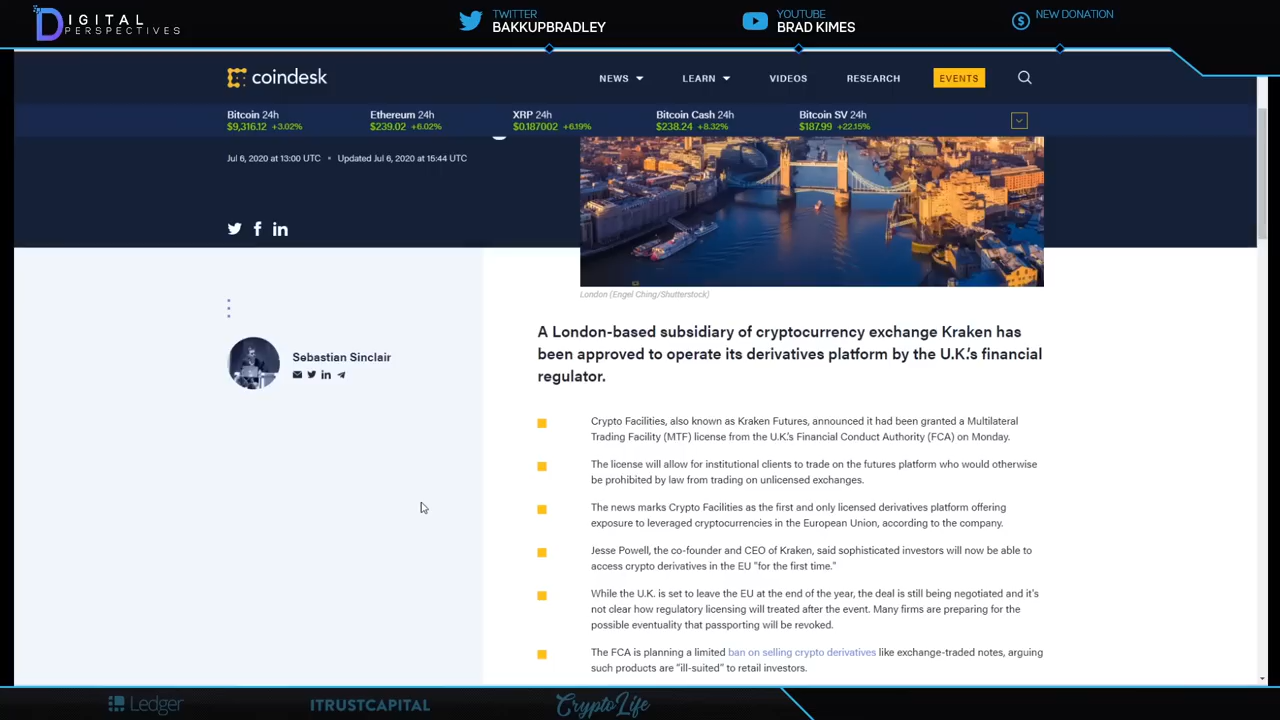 DIGITAL
PERSPECTIVES
TWITTER
BAKKUPBRADLEY
YOUTUBE
BRAD KIMES
NEW DONATION
coindesk
NEWS
LEARN
VIDEOS
RESEARCH
EVENTS
Bitcoin 24h
$9,316.12 +3.02%
Ethereum 24h
$239.02 +6.02%
XRP 24h
$0.187002 +6.19%
Bitcoin Cash 24h
$238.24 +8.32%
Bitcoin SV 24h
$187.99 +22.15%
Jul 6, 2020 at 13:00 UTC • Updated Jul 6, 2020 at 15:44 UTC
London (Engel Ching/Shutterstock)
Sebastian Sinclair
A London-based subsidiary of cryptocurrency exchange Kraken has
been approved to operate its derivatives platform by the U.K.'s financial
regulator.
Crypto Facilities, also known as Kraken Futures, announced it had been granted a Multilateral
Trading Facility (MTF) license from the U.K.'s Financial Conduct Authority (FCA) on Monday.
The license will allow for institutional clients to trade on the futures platform who would otherwise
be prohibited by law from trading on unlicensed exchanges.
The news marks Crypto Facilities as the first and only licensed derivatives platform offering
exposure to leveraged cryptocurrencies in the European Union, according to the company.
Jesse Powell, the co-founder and CEO of Kraken, said sophisticated investors will now be able to
access crypto derivatives in the EU "for the first time."
While the U.K. is set to leave the EU at the end of the year, the deal is still being negotiated and it's
not clear how regulatory licensing will treated after the event. Many firms are preparing for the
possible eventuality that passporting will be revoked.
The FCA is planning a limited ban on selling crypto derivatives like exchange-traded notes, arguing
such products are "ill-suited" to retail investors.
Ledger
ITRUSTCAPITAL
CryptoLife